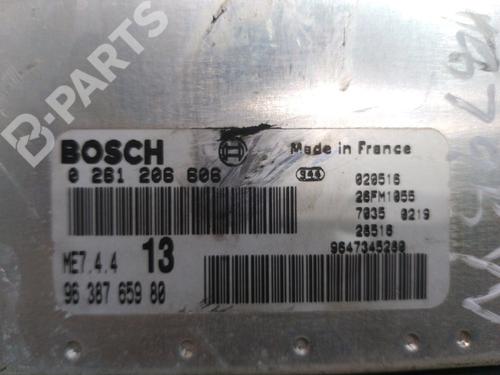 B-PARTS
BOSCH
Made in France
0 261 206 606
020516
26FM1055
7035 0219
26516
9647345280
ME7.4.4 13
96 387 659 80